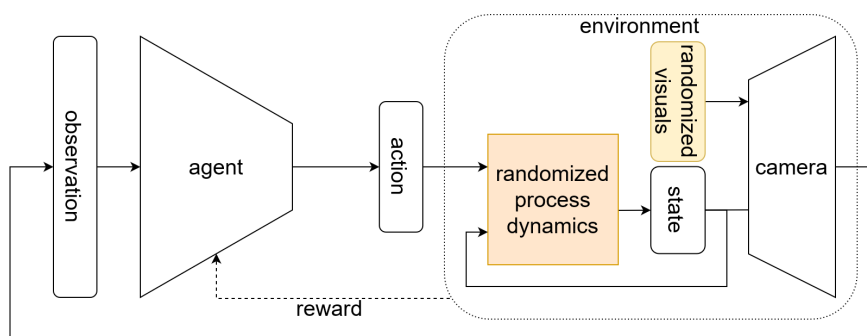 environment
observation
agent
action
randomized
process
dynamics
randomized
visuals
state
camera
reward